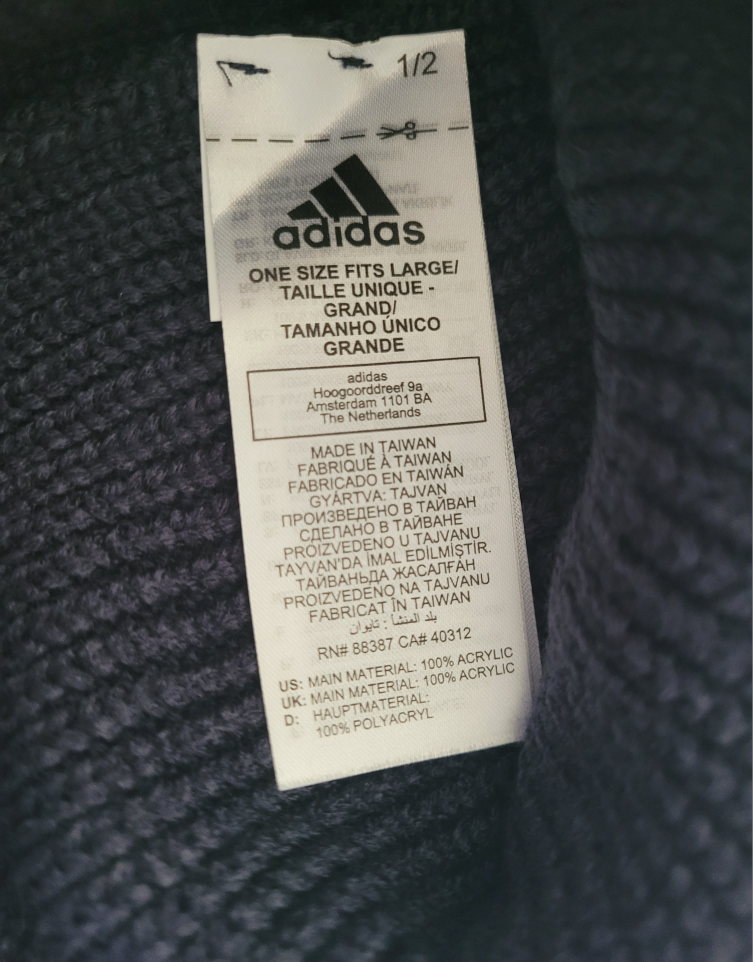 1/2
adidas
ONE SIZE FITS LARGE/
TAILLE UNIQUE -
GRAND/
TAMANHO ÚNICO
GRANDE
adidas
Hoogoorddreef 9a
Amsterdam 1101 BA
The Netherlands
MADE IN TAIWAN
FABRIQUÉ À TAIWAN
FABRICADO EN TAIWÁN
GYÁRTVA: TAJVAN
ПРОИЗВЕДЕНО В ТАЙВАН
СДЕЛАНО В ТАЙВАНЕ
PROIZVEDENO U TAJVANU
TAYVAN'DA İMAL EDİLMİŞTİR.
ТАЙВАНЬДА ЖАСАЛҒАН
PROIZVEDENO NA TAJVANU
FABRICAT ÎN TAIWAN
بلد المنشأ : تايوان
RN# 88387 CA# 40312
US: MAIN MATERIAL: 100% ACRYLIC
UK: MAIN MATERIAL: 100% ACRYLIC
D: HAUPTMATERIAL:
100% POLYACRYL